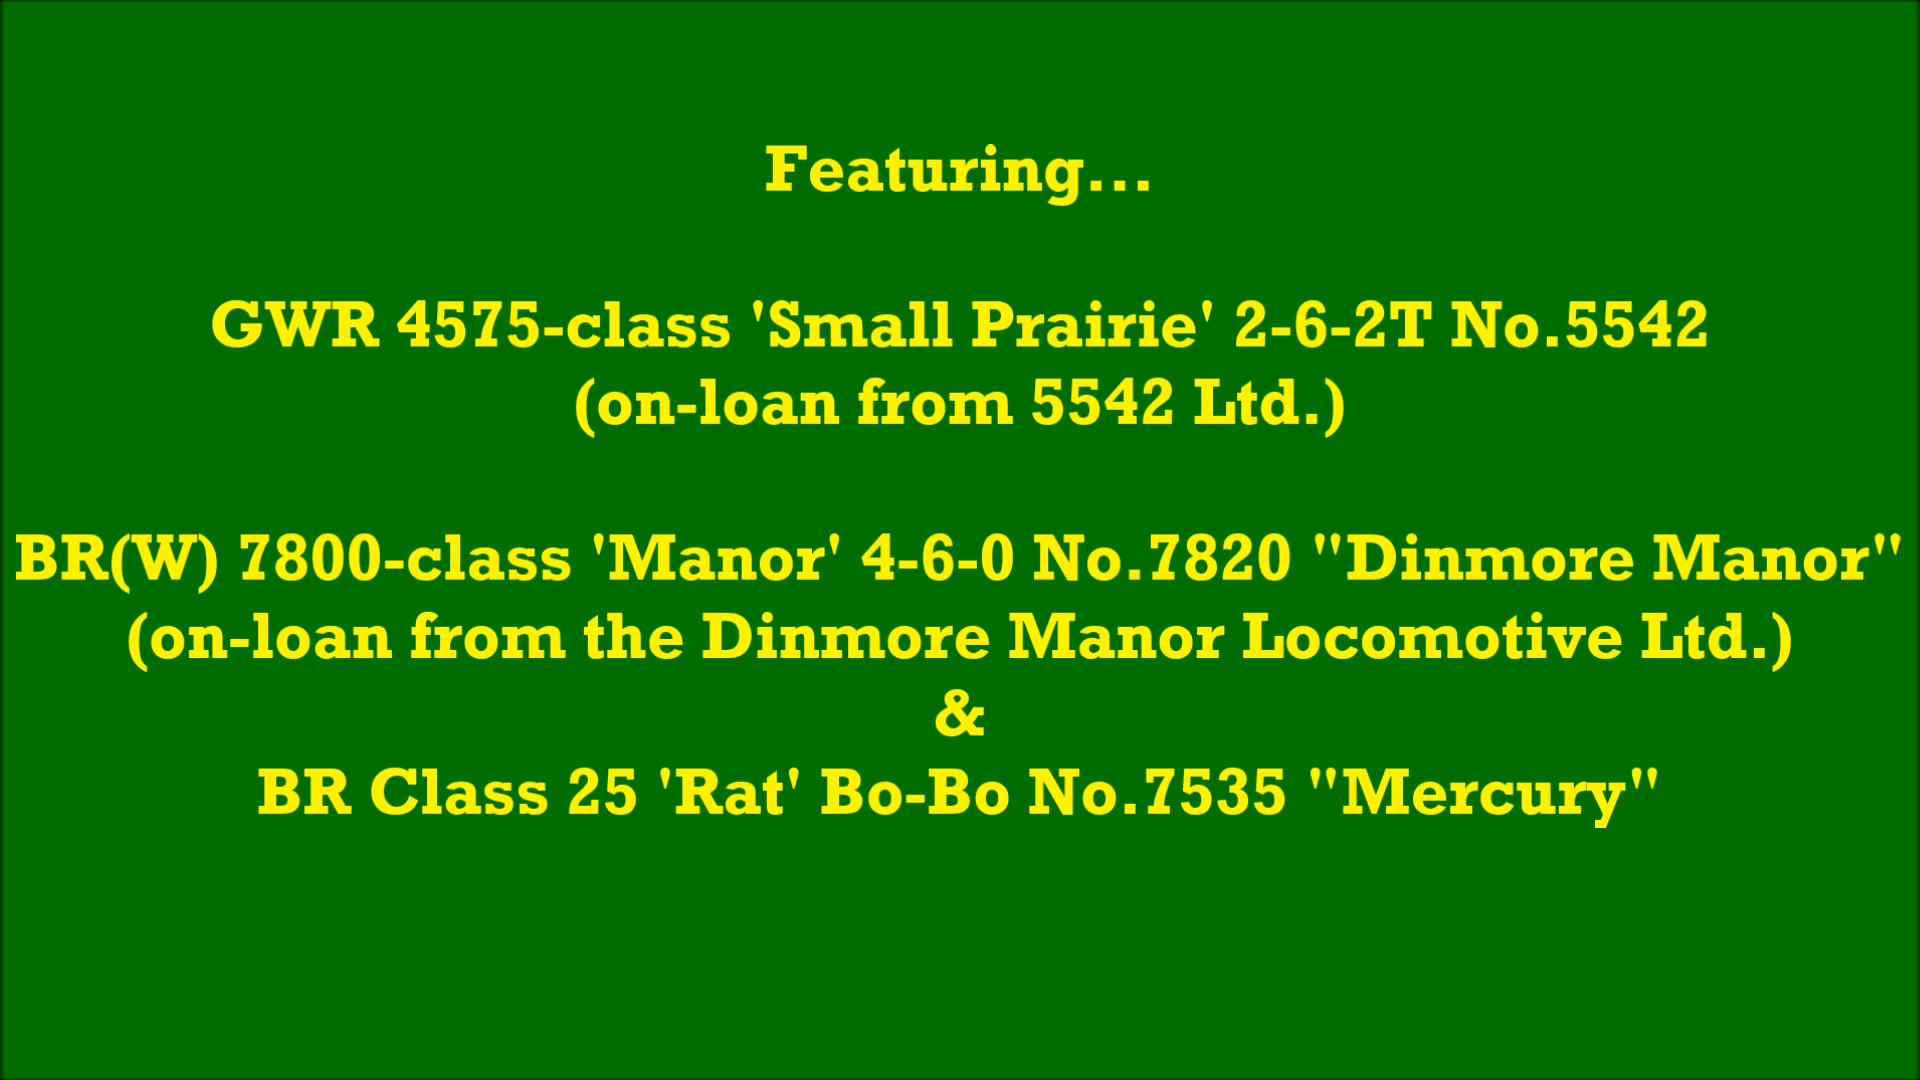 Featuring...
GWR 4575-class 'Small Prairie' 2-6-2T No.5542
(on-loan from 5542 Ltd.)
BR(W) 7800-class 'Manor' 4-6-0 No.7820 "Dinmore Manor"
(on-loan from the Dinmore Manor Locomotive Ltd.)
&
BR Class 25 'Rat' Bo-Bo No.7535 "Mercury"